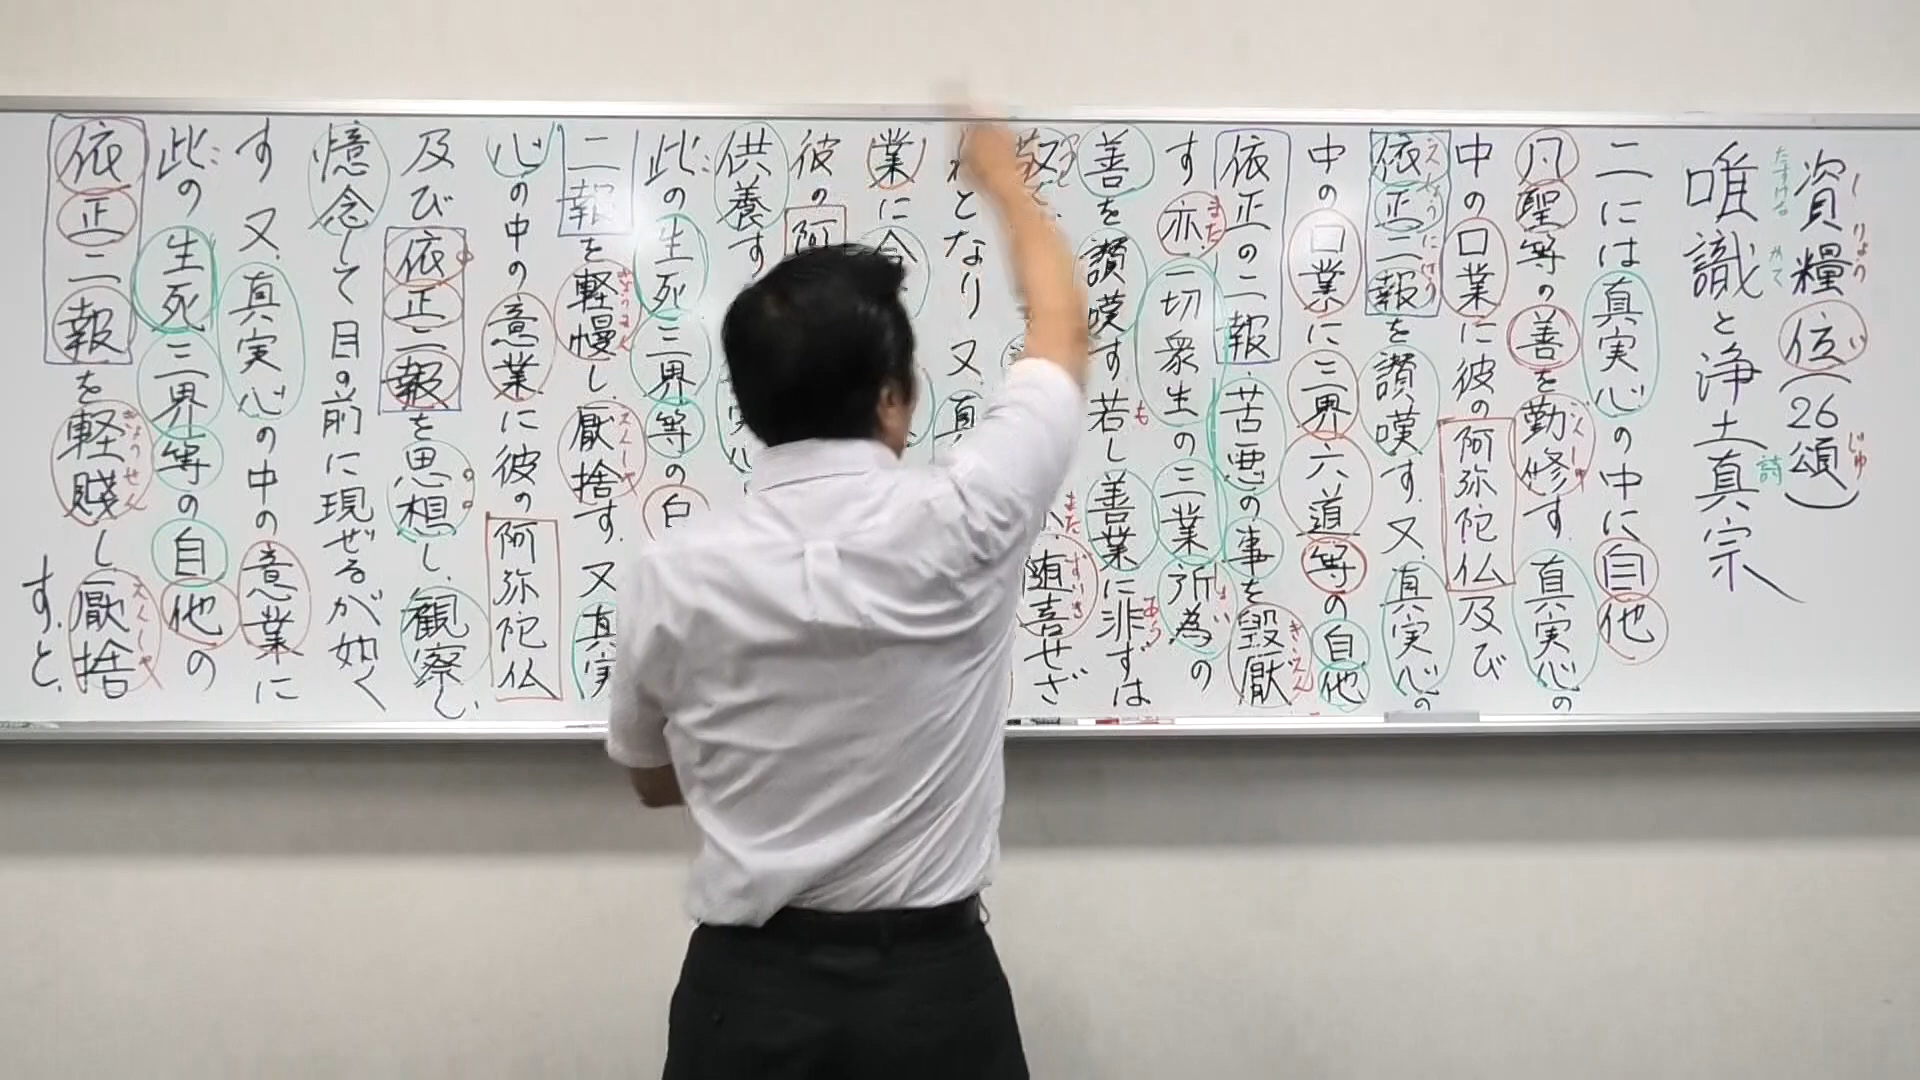 資糧位(26頌)
唯識と浄土真宗
二には真実心の中に自他
凡聖等の善を勤修す。真実心の
中の口業に彼の阿弥陀仏及び
依正二報を讃嘆す。又、真実心の
中の口業に三界六道等の自他
依正の二報、苦悪の事を毀厭
す。亦、一切衆生の三業所為の
善を讃嘆す若し善業に非ずは
随喜せざ
れとなり又真
業に合
彼の阿
供養す
此の生死三界等の自
二報を軽慢し厭捨す。又真実
心の中の意業に彼の阿弥陀仏
及び依正二報を思想し、観察し、
憶念して目の前に現ぜるが如く
す又、真実心の中の意業に
此の生死三界等の自他の
依正二報を軽賤し厭捨
す。と、